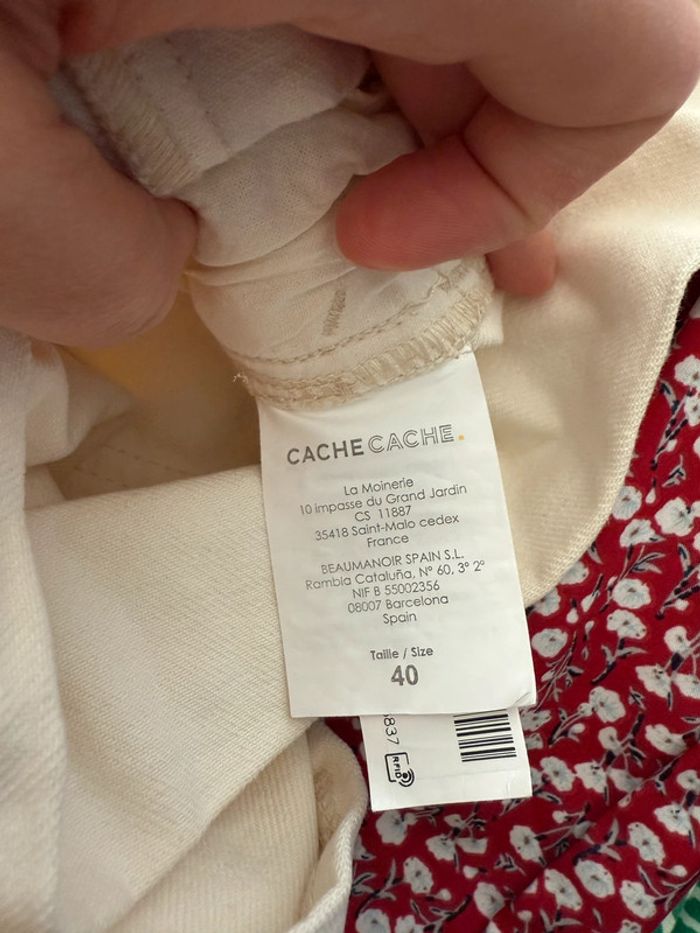 CACHE CACHE.
La Moinerie
10 impasse du Grand Jardin
CS 11887
35418 Saint-Malo cedex
France
BEAUMANOIR SPAIN S.L.
Rambla Cataluña, Nº 60, 3º 2º
NIF B 55002356
08007 Barcelona
Spain
Taille / Size
40
837
RFID